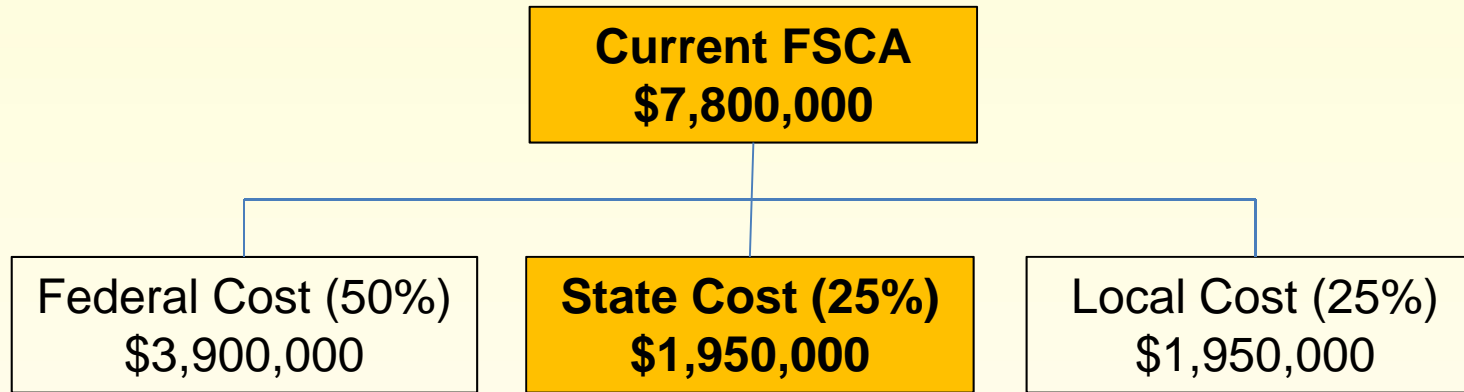 Current FSCA
$7,800,000
Federal Cost (50%)
$3,900,000
State Cost (25%)
$1,950,000
Local Cost (25%)
$1,950,000